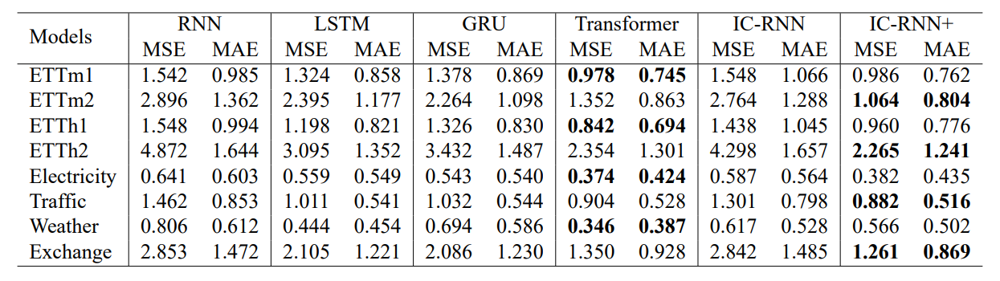 Models RNN LSTM GRU Transformer IC-RNN IC-RNN+
MSE MAE MSE MAE MSE MAE MSE MAE MSE MAE MSE MAE
ETTm1 1.542 0.985 1.324 0.858 1.378 0.869 0.978 0.745 1.548 1.066 0.986 0.762
ETTm2 2.896 1.362 2.395 1.177 2.264 1.098 1.352 0.863 2.764 1.288 1.064 0.804
ETTh1 1.548 0.994 1.198 0.821 1.326 0.830 0.842 0.694 1.438 1.045 0.960 0.776
ETTh2 4.872 1.644 3.095 1.352 3.432 1.487 2.354 1.301 4.298 1.657 2.265 1.241
Electricity 0.641 0.603 0.559 0.549 0.543 0.540 0.374 0.424 0.587 0.564 0.382 0.435
Traffic 1.462 0.853 1.011 0.541 1.032 0.544 0.904 0.528 1.301 0.798 0.882 0.516
Weather 0.806 0.612 0.444 0.454 0.694 0.586 0.346 0.387 0.617 0.528 0.566 0.502
Exchange 2.853 1.472 2.105 1.221 2.086 1.230 1.350 0.928 2.842 1.485 1.261 0.869